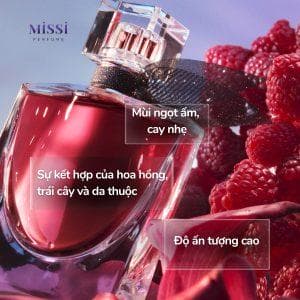 MISSI
PERFUME
Mùi ngọt ấm,
cay nhẹ
Sự kết hợp của hoa hồng,
trái cây và da thuộc
Độ ấn tượng cao